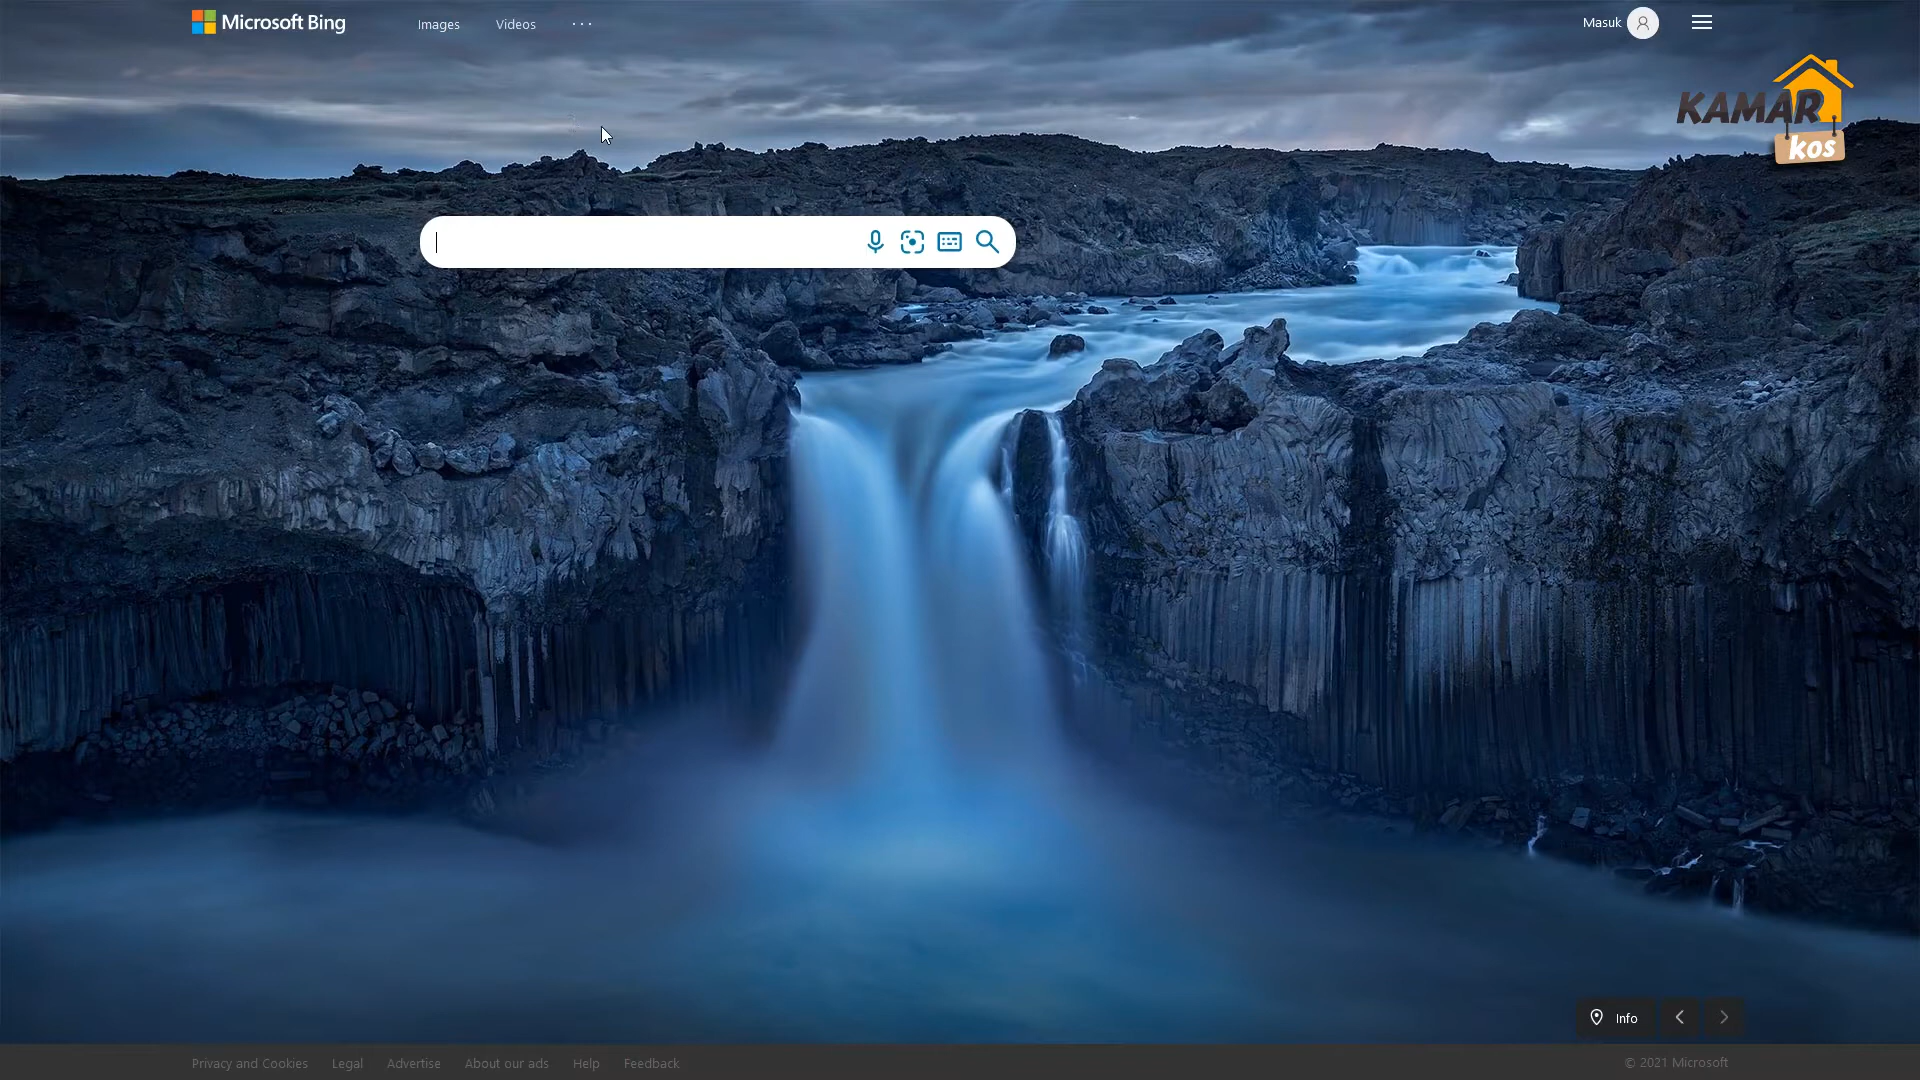 Microsoft Bing
Images
Videos
...
Masuk
KAMAR
kos
Info
Privacy and Cookies
Legal
Advertise
About our ads
Help
Feedback
© 2021 Microsoft